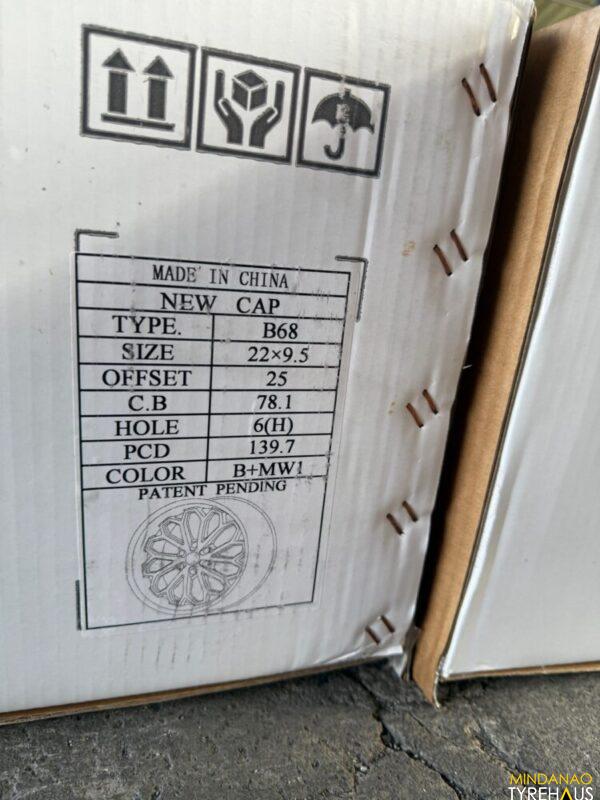 MADE IN CHINA
NEW CAP
TYPE. B68
SIZE 22×9.5
OFFSET 25
C.B 78.1
HOLE 6(H)
PCD 139.7
COLOR B+MW1
PATENT PENDING
MINDANAO
TYREHAUS